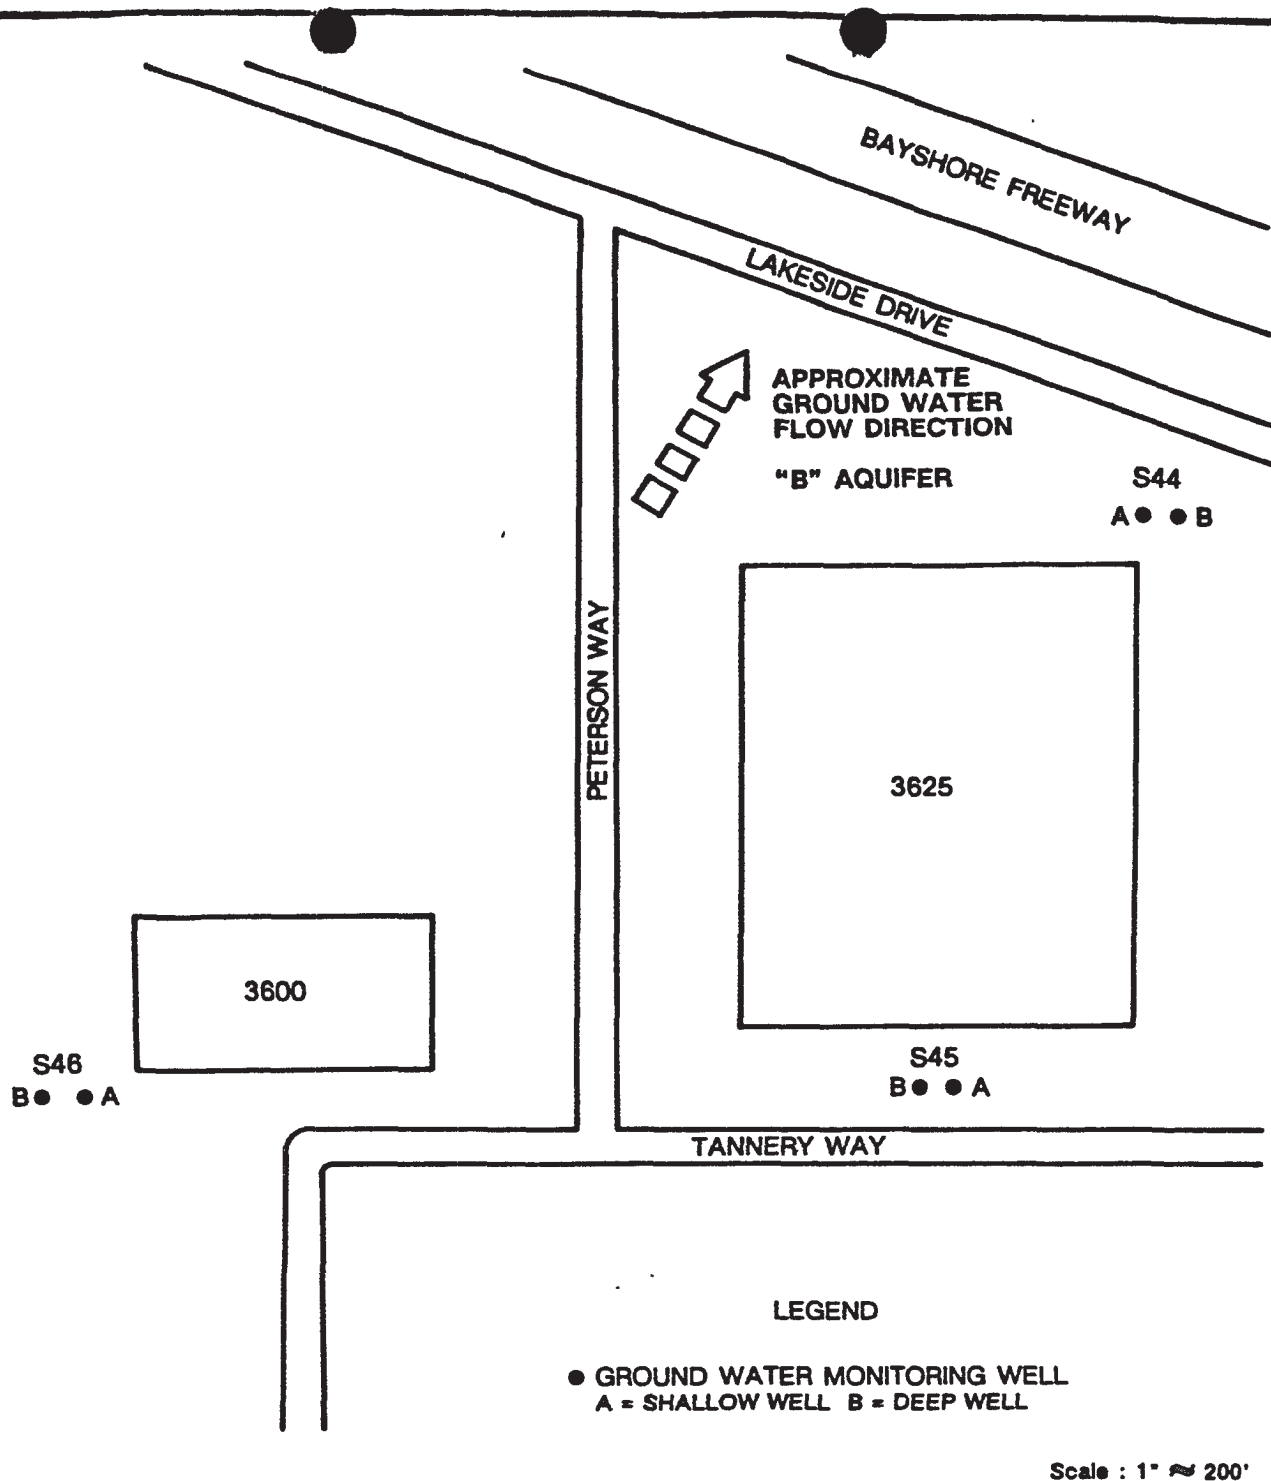 BAYSHORE FREEWAY
LAKESIDE DRIVE
APPROXIMATE
GROUND WATER
FLOW DIRECTION
"B" AQUIFER
S44
A B
PETERSON WAY
3625
3600
S46
B A
S45
B A
TANNERY WAY
LEGEND
GROUND WATER MONITORING WELL
A = SHALLOW WELL B = DEEP WELL
Scale : 1" ≈ 200'